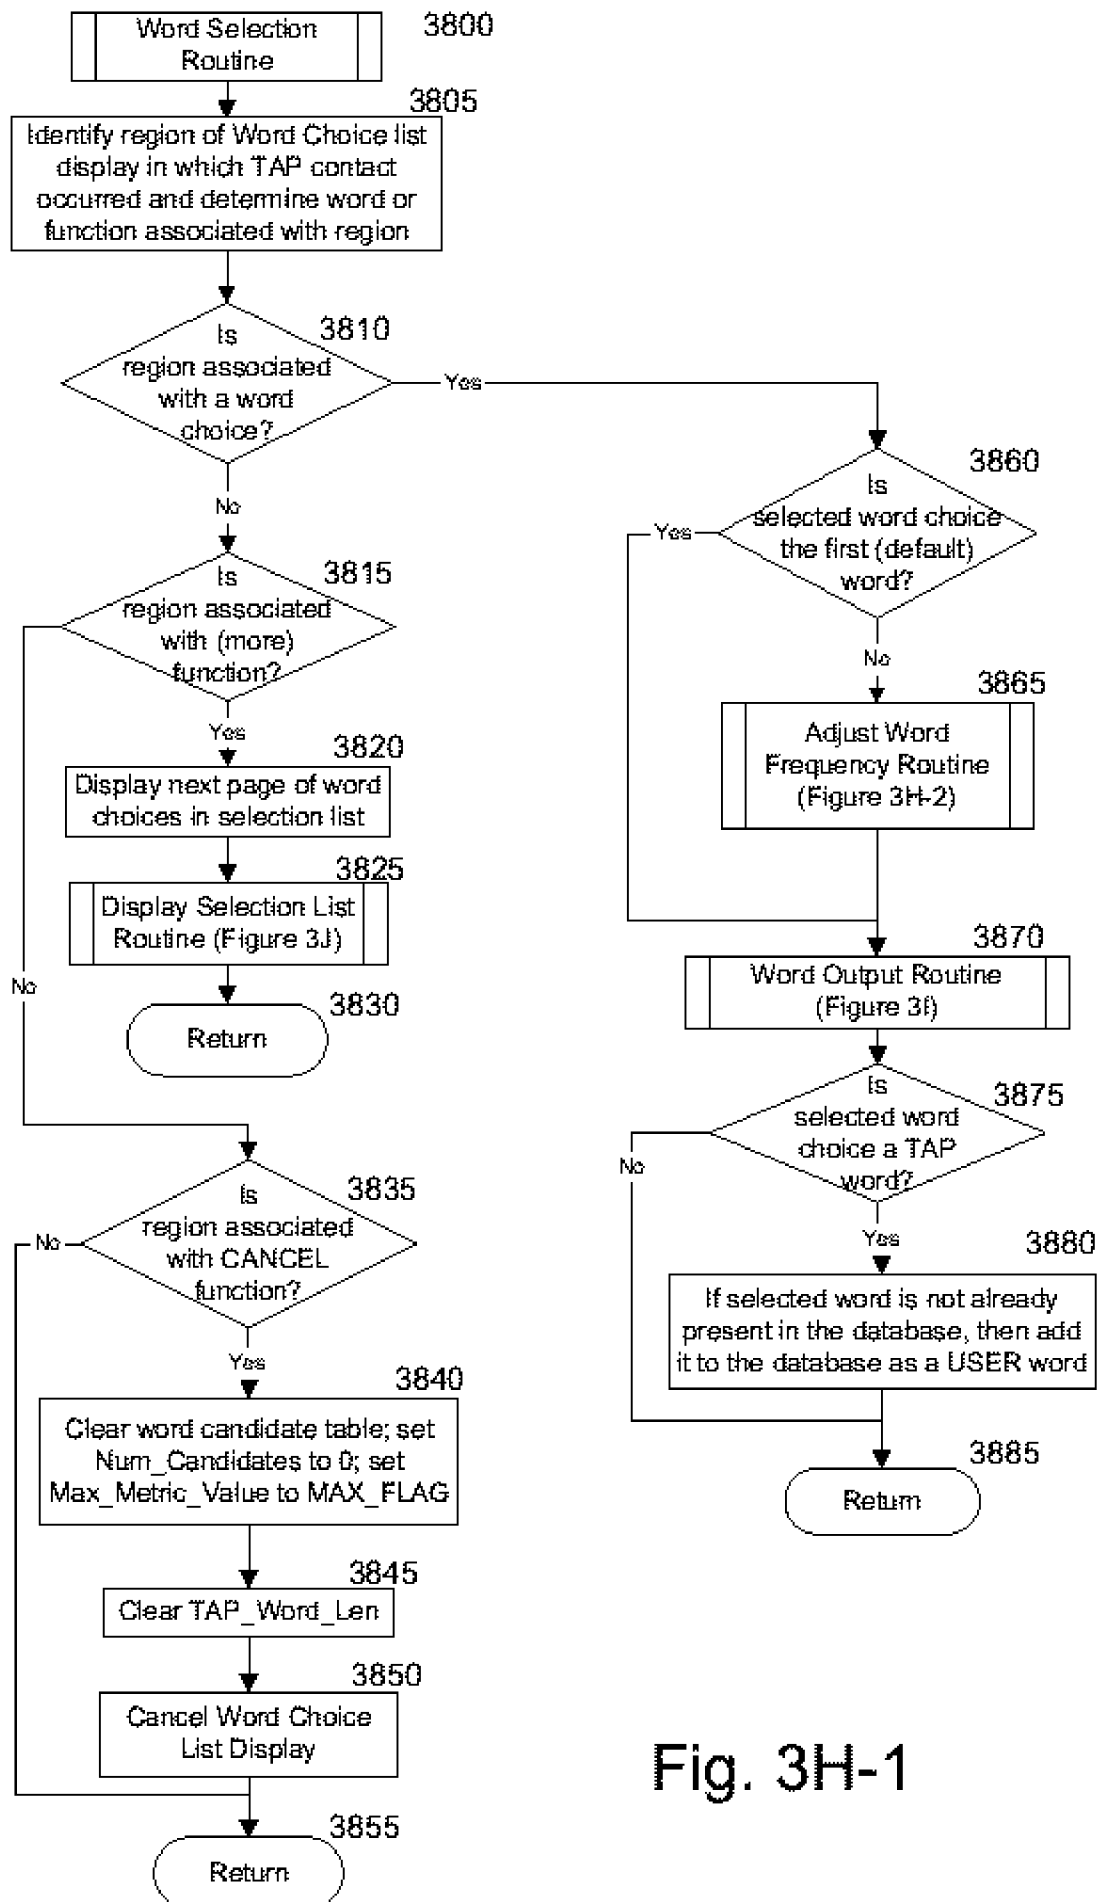 Word Selection
Routine
3800
3805
Identify region of Word Choice list
display in which TAP contact
occurred and determine word or
function associated with region
3810
Is
region associated
with a word
choice?
Yes
No
3815
Is
region associated
with (more)
function?
Yes
3820
Display next page of word
choices in selection list
3825
Display Selection List
Routine (Figure 3J)
No
3830
Return
3835
Is
region associated
with CANCEL
function?
No
Yes
3840
Clear word candidate table; set
Num_Candidates to 0; set
Max_Metric_Value to MAX_FLAG
3845
Clear TAP_Word_Len
3850
Cancel Word Choice
List Display
3855
Return
3860
Is
selected word choice
the first (default)
word?
Yes
No
3865
Adjust Word
Frequency Routine
(Figure 3H-2)
3870
Word Output Routine
(Figure 3I)
3875
Is
selected word
choice a TAP
word?
No
Yes
3880
If selected word is not already
present in the database, then add
it to the database as a USER word
3885
Return
Fig. 3H-1